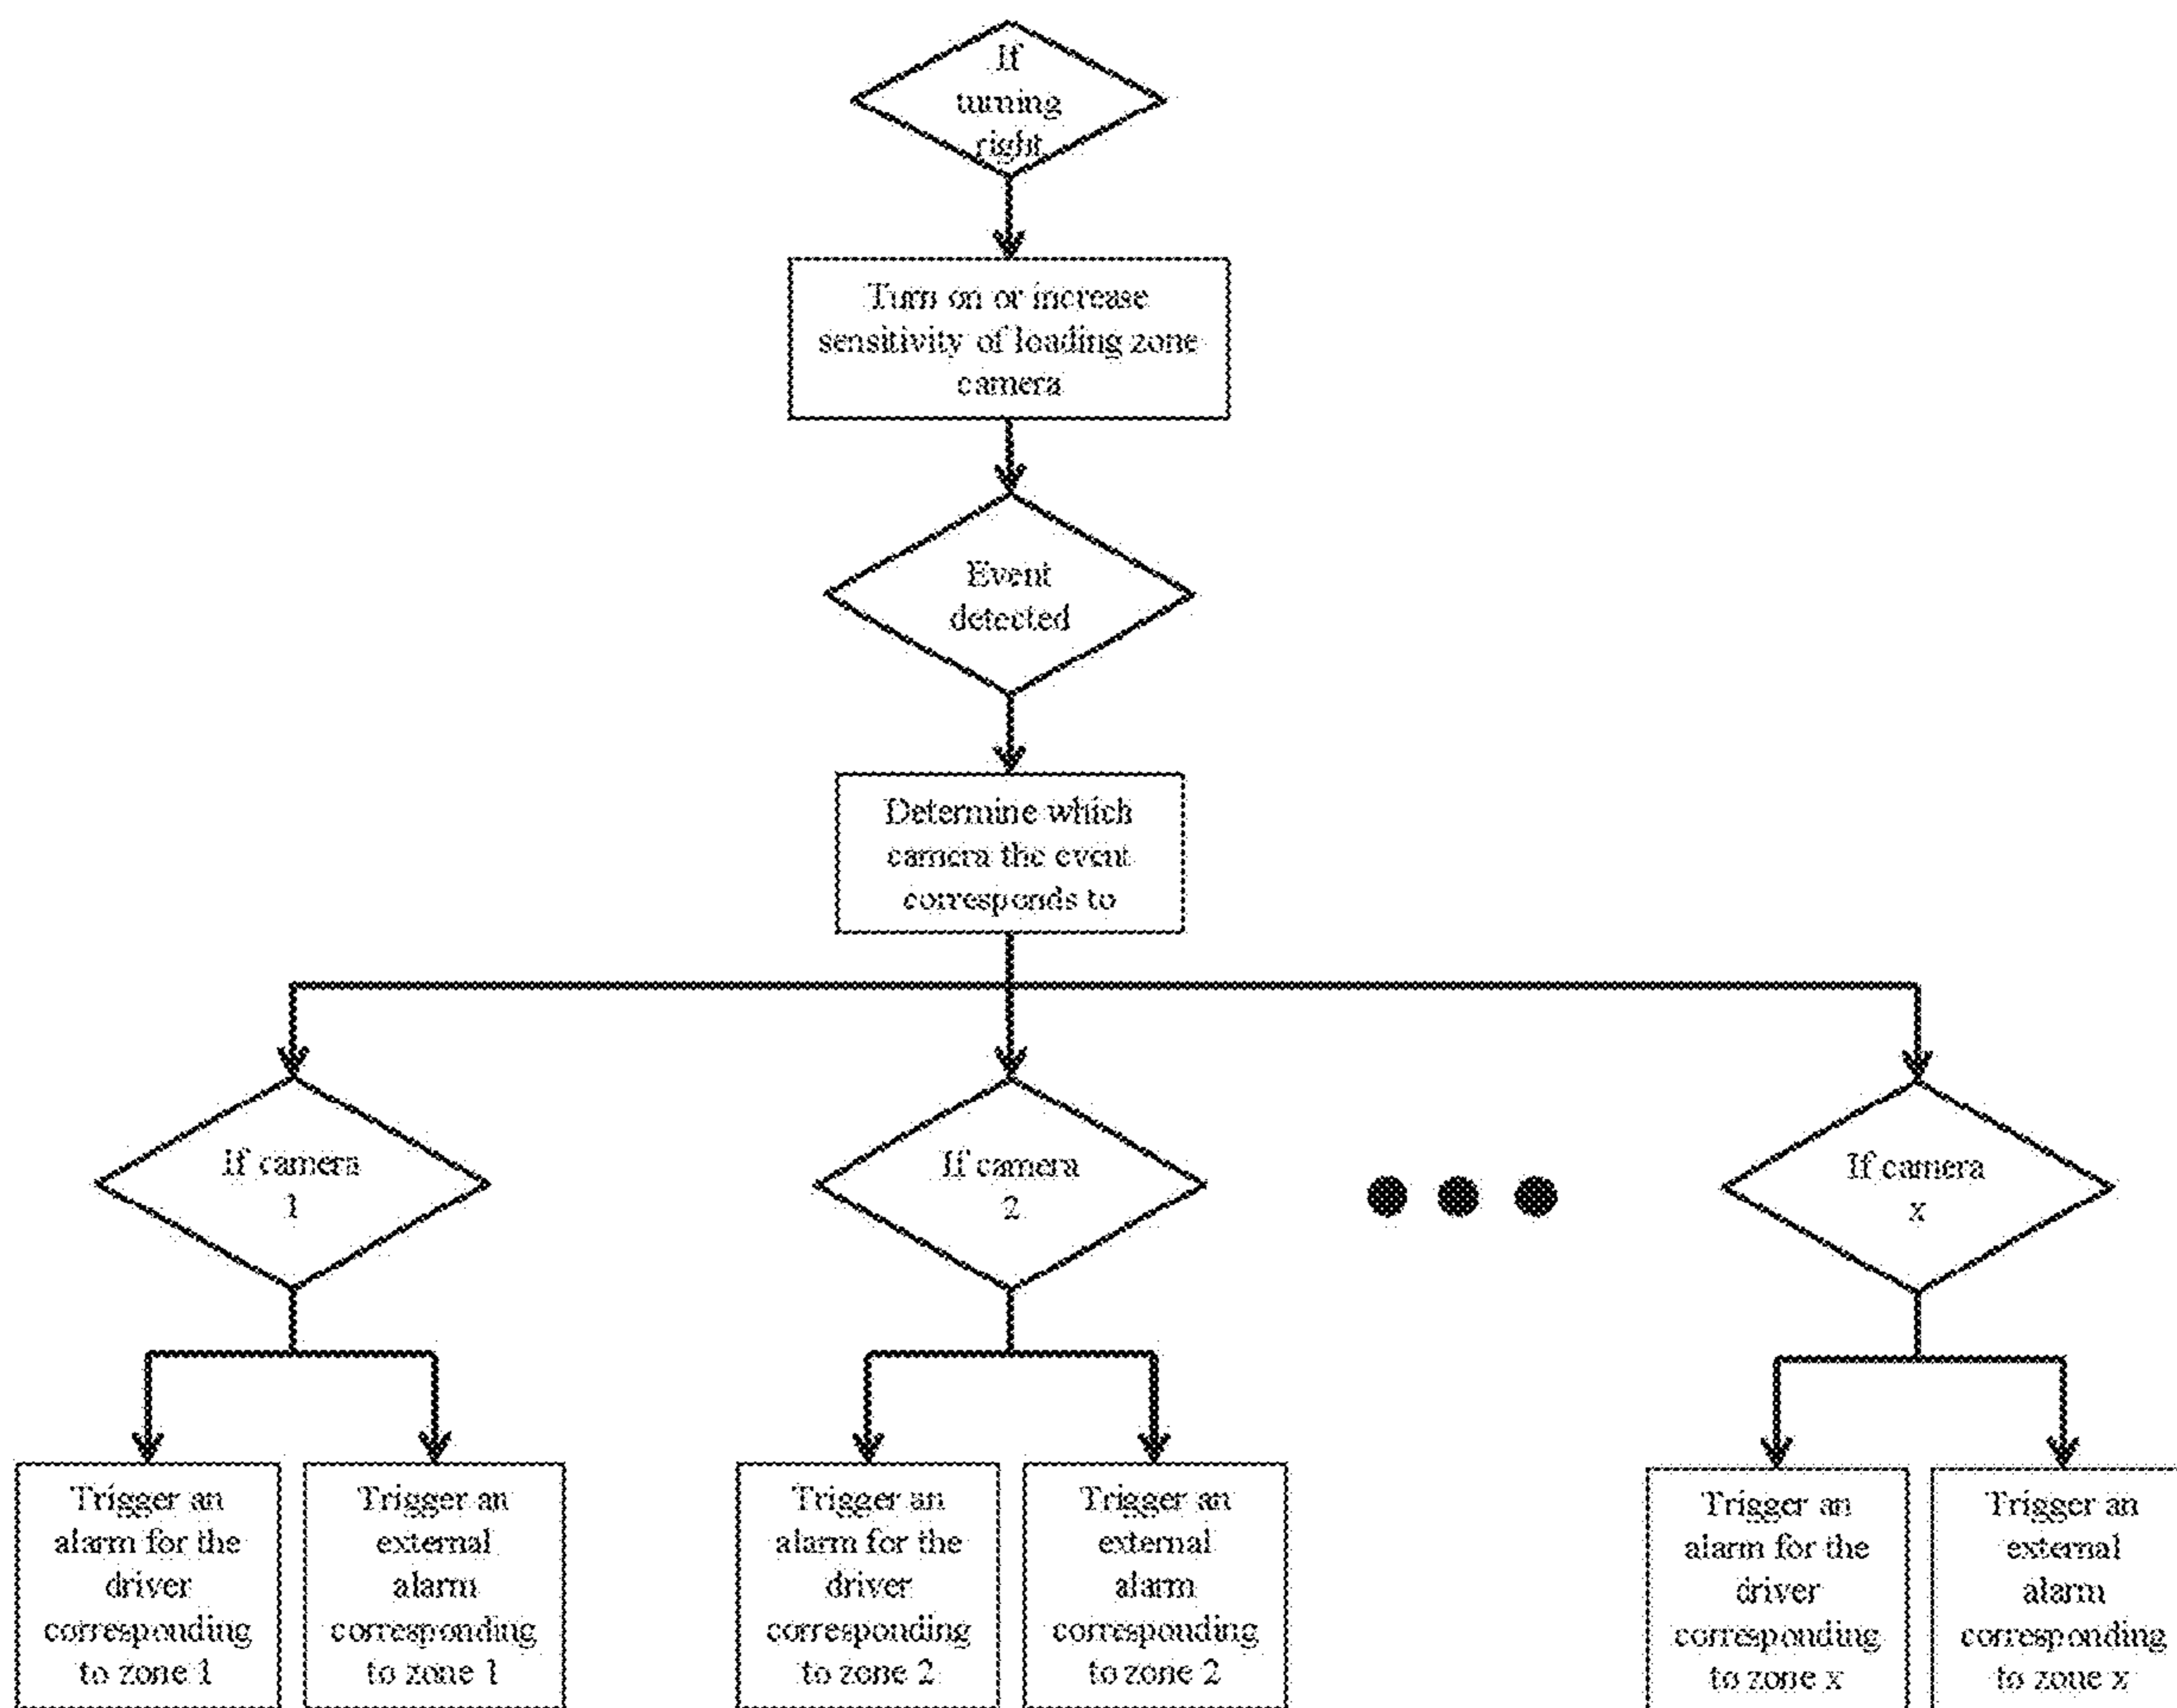 If
turning
right
Turn on or increase
sensitivity of loading zone
camera
Event
detected
Determine which
camera the event
corresponds to
If camera
1
If camera
2
If camera
x
Trigger an
alarm for the
driver
corresponding
to zone 1
Trigger an
external
alarm
corresponding
to zone 1
Trigger an
alarm for the
driver
corresponding
to zone 2
Trigger an
external
alarm
corresponding
to zone 2
Trigger an
alarm for the
driver
corresponding
to zone x
Trigger an
external
alarm
corresponding
to zone x